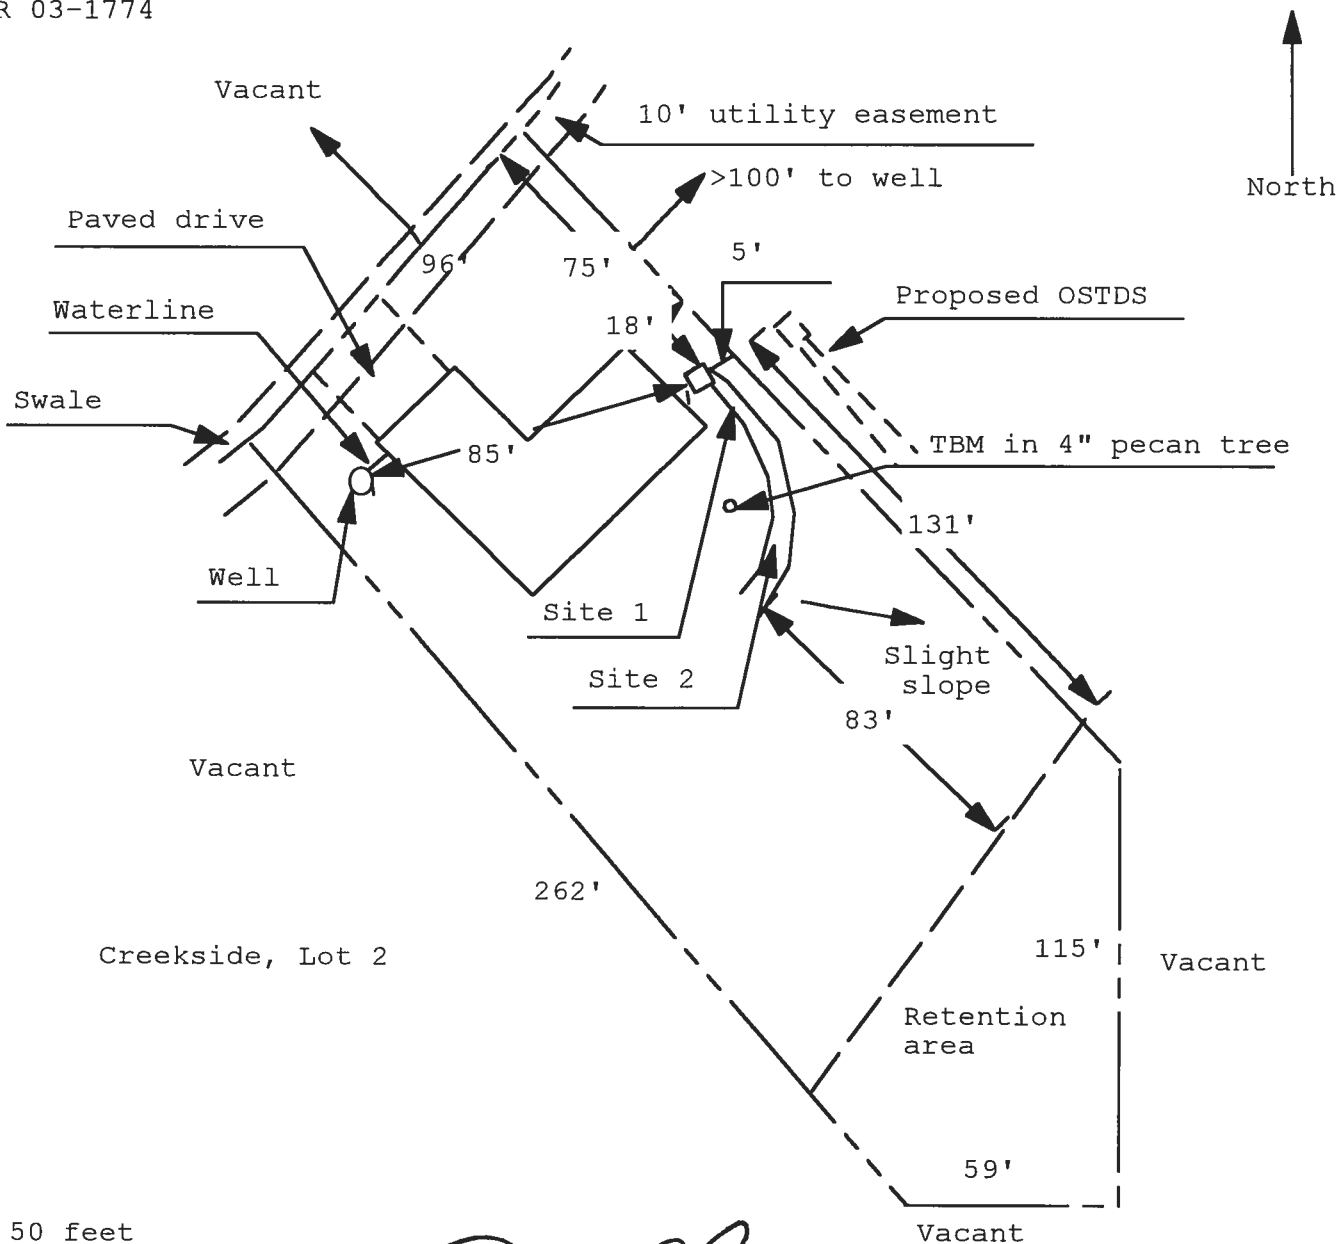 R 03-1774
Vacant
10' utility easement
>100' to well
North
Paved drive
96'
75'
5'
Waterline
18'
Proposed OSTDS
Swale
85'
TBM in 4" pecan tree
131'
Well
Site 1
Slight
slope
Site 2
83'
Vacant
262'
Creekside, Lot 2
115'
Vacant
Retention
area
59'
50 feet
Vacant